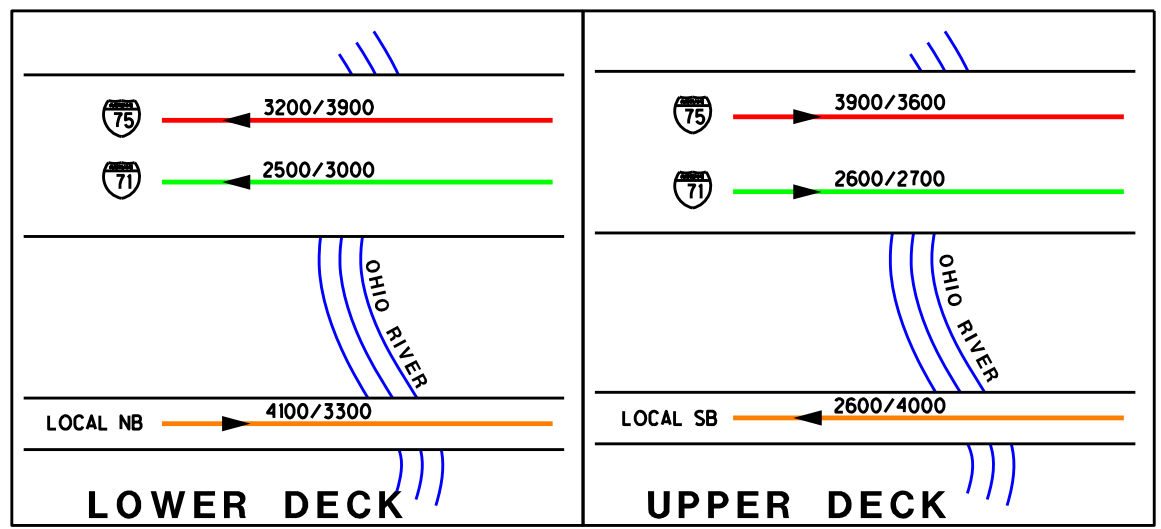 75
3200/3900
71
2500/3000
OHIO RIVER
LOCAL NB
4100/3300
LOWER DECK
75
3900/3600
71
2600/2700
OHIO RIVER
LOCAL SB
2600/4000
UPPER DECK